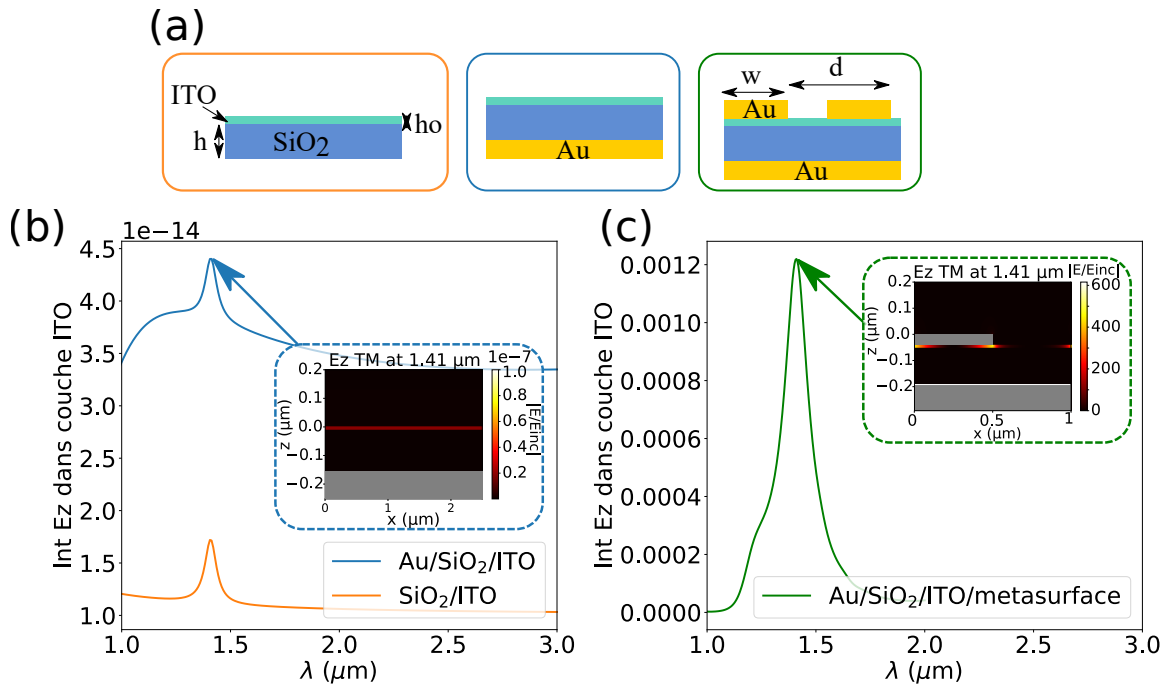 (a)
ITO
h
SiO2
ho
Au
w
d
Au
Au
(b)
1e−14
Int Ez dans couche ITO
4.5
4.0
3.5
3.0
2.5
2.0
1.5
1.0
1.0
1.5
2.0
2.5
3.0
λ (μm)
Ez TM at 1.41 μm
1e−7
z (μm)
0.2
0.1
0.0
−0.1
−0.2
0
1
2
x (μm)
1.0
0.8
0.6
0.4
0.2
|E/Einc|
Au/SiO2/ITO
SiO2/ITO
(c)
Int Ez dans couche ITO
0.0012
0.0010
0.0008
0.0006
0.0004
0.0002
0.0000
1.0
1.5
2.0
2.5
3.0
λ (μm)
Ez TM at 1.41 μm
|E/Einc|
z (μm)
0.2
0.0
−0.1
−0.2
0
0.5
1
x (μm)
600
400
200
0
Au/SiO2/ITO/metasurface